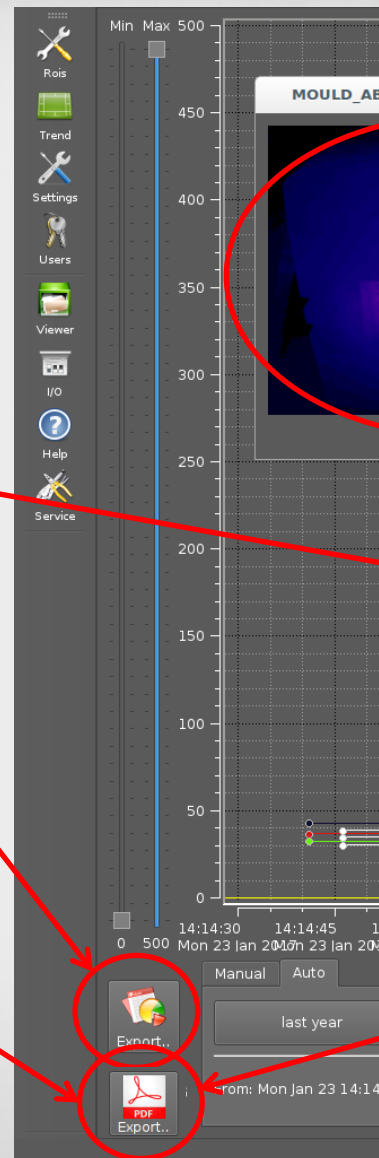 Min Max
Rois
Trend
Settings
Users
Viewer
I/O
Help
Service
500
450
400
350
300
250
200
150
100
50
0
MOULD_AB
0 500
14:14:30 14:14:45
Mon 23 Jan 2017 Mon 23 Jan 20
Manual Auto
last year
From: Mon Jan 23 14:14
Export..
PDF
Export..